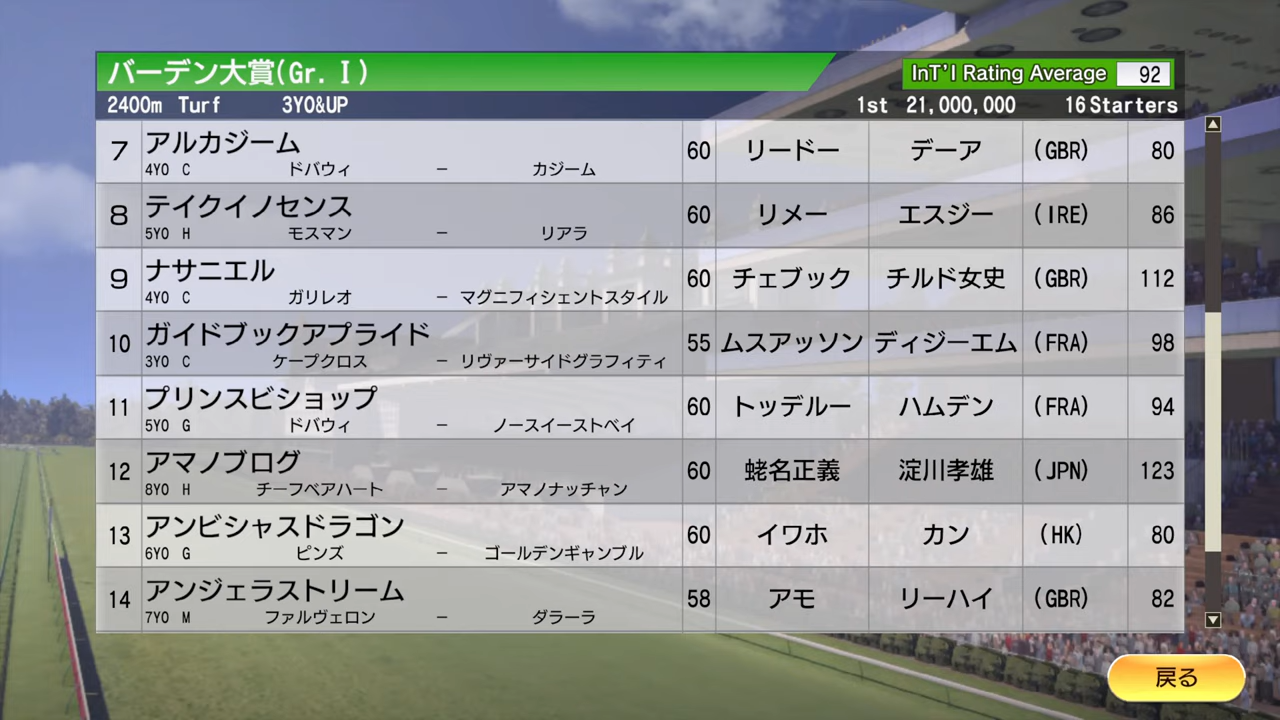 バーデン大賞(Gr.Ⅰ)
InT'l Rating Average 92
2400m Turf 3YO&UP 1st 21,000,000 16Starters
7 アルカジーム 60 リードー デーア (GBR) 80
4YO C ドバウィ − カジーム
8 テイクイノセンス 60 リメー エスジー (IRE) 86
5YO H モスマン − リアラ
9 ナサニエル 60 チェブック チルド女史 (GBR) 112
4YO C ガリレオ − マグニフィシェントスタイル
10 ガイドブックアプライド 55 ムスアッソン ディジーエム (FRA) 98
3YO C ケープクロス − リヴァーサイドグラフィティ
11 プリンスビショップ 60 トッデルー ハムデン (FRA) 94
5YO G ドバウィ − ノースイーストベイ
12 アマノブログ 60 蛯名正義 淀川孝雄 (JPN) 123
8YO H チーフベアハート − アマノナッチャン
13 アンビシャスドラゴン 60 イワホ カン (HK) 80
6YO G ピンズ − ゴールデンギャンブル
14 アンジェラストリーム 58 アモ リーハイ (GBR) 82
7YO M ファルヴェロン − ダラーラ
戻る